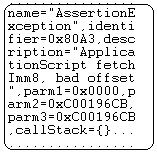 name="AssertionE
xception",identi
fier=0x80A3,desc
ription="Applica
tionScript fetch
Imm8, bad offset
",parm1=0x0000,p
arm2=0xC00196CB,
parm3=0xC00196CB
,callStack={}...